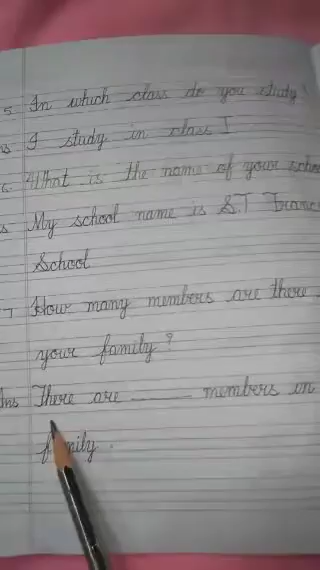 5 In which class do you study?
s I study in class I
6. What is the name of your
s My school name is S.T
School
7 How many members are there
your family?
Ans There are ______ members in
family.